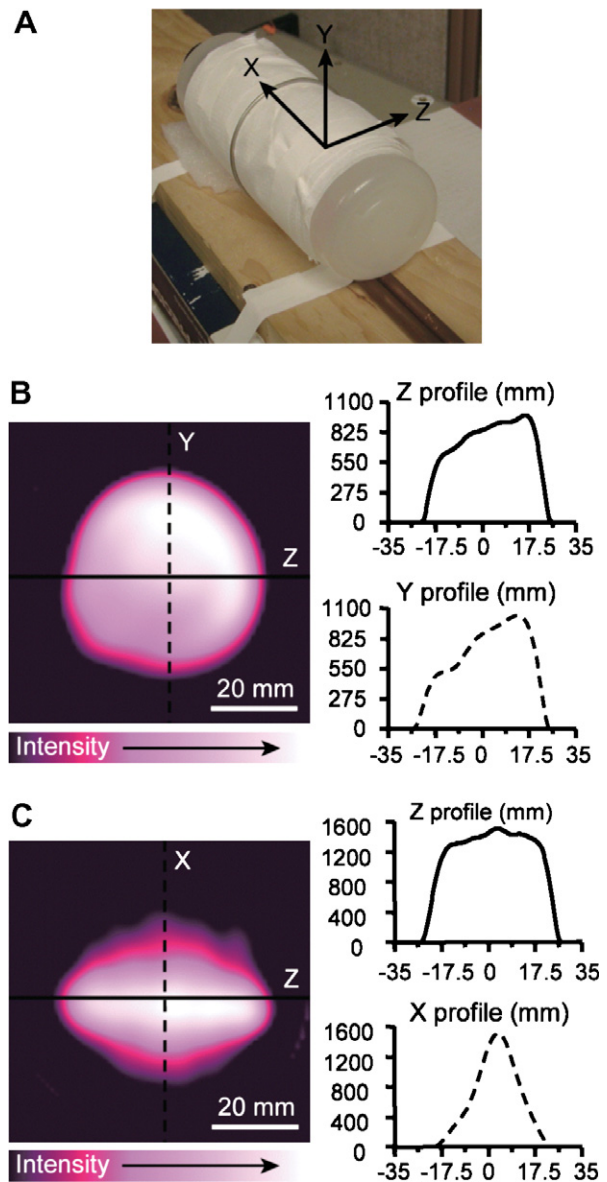 A
Y
X
Z
B
Y
Z
20 mm
Intensity
Z profile (mm)
1100
825
550
275
0
-35 -17.5 0 17.5 35
Y profile (mm)
1100
825
550
275
0
-35 -17.5 0 17.5 35
C
X
Z
20 mm
Intensity
Z profile (mm)
1600
1200
800
400
0
-35 -17.5 0 17.5 35
X profile (mm)
1600
1200
800
400
0
-35 -17.5 0 17.5 35